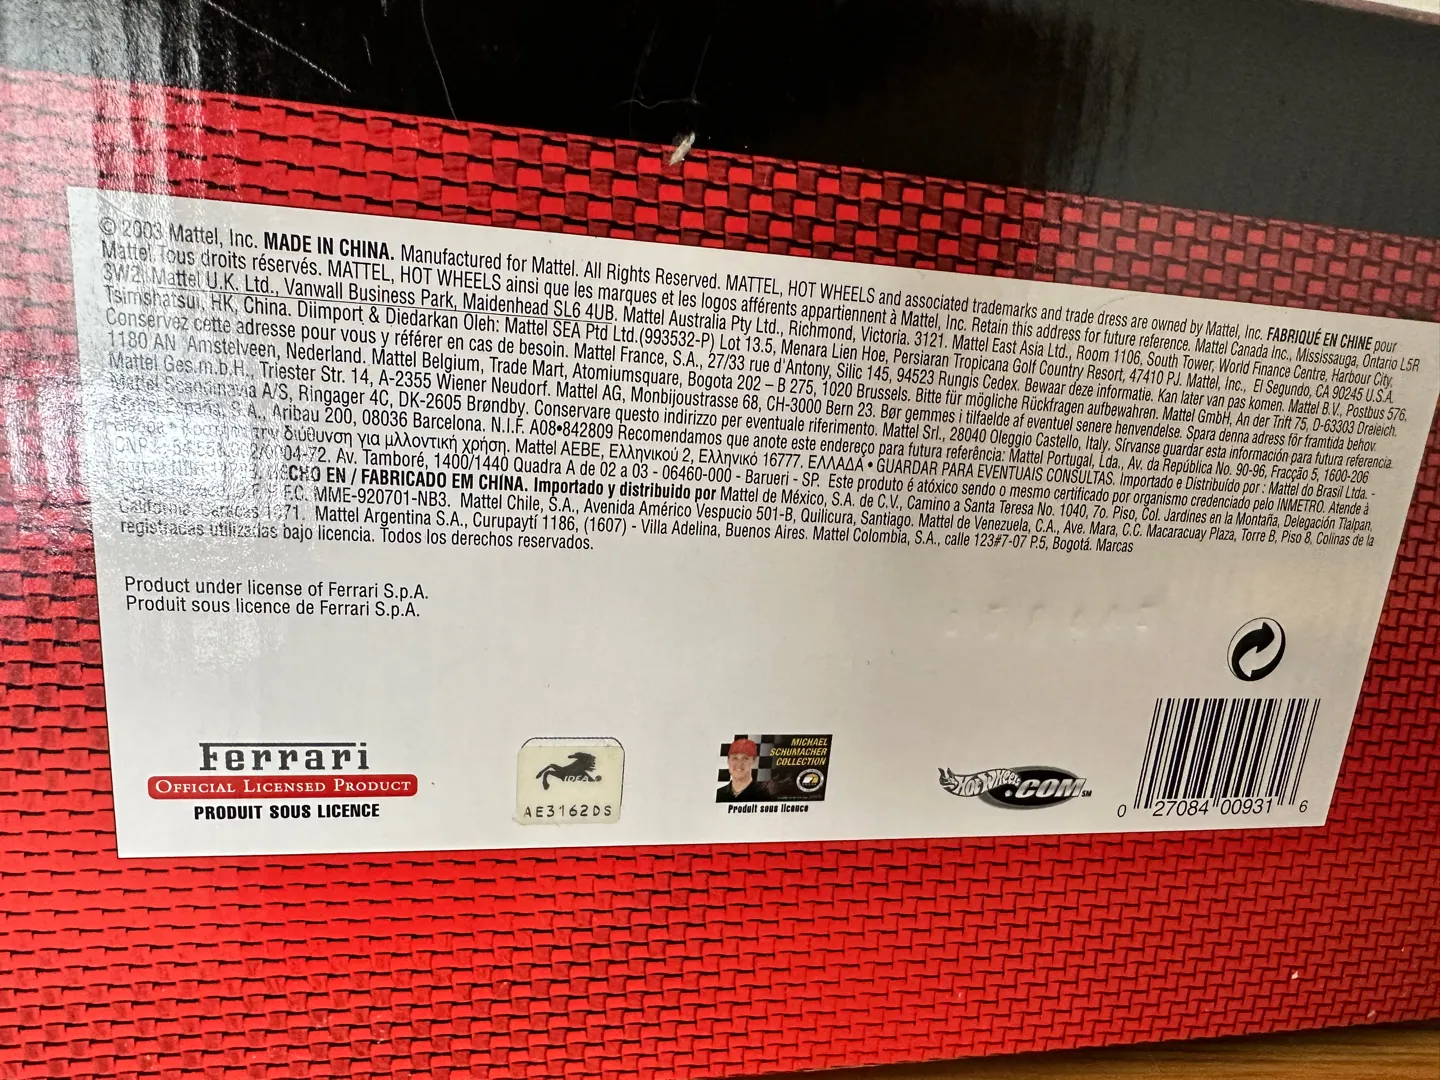 © 2003 Mattel, Inc. MADE IN CHINA. Manufactured for Mattel. All Rights Reserved. MATTEL, HOT WHEELS and associated trademarks and trade dress are owned by Mattel, Inc. FABRIQUÉ EN CHINE pour
Mattel. Tous droits réservés. MATTEL, HOT WHEELS ainsi que les marques et les logos afférents appartiennent à Mattel, Inc. Retain this address for future reference. Mattel Canada Inc., Mississauga, Ontario L5R
3W2. Mattel U.K. Ltd., Vanwall Business Park, Maidenhead SL6 4UB. Mattel Australia Pty Ltd., Richmond, Victoria. 3121. Mattel East Asia Ltd., Room 1106, South Tower, World Finance Centre, Harbour City,
Tsimshatsui, HK, China. Diimport & Diedarkan Oleh: Mattel SEA Ptd Ltd.(993532-P) Lot 13.5, Menara Lien Hoe, Persiaran Tropicana Golf Country Resort, 47410 PJ. Mattel, Inc., El Segundo, CA 90245 U.S.A.
Conservez cette adresse pour vous y référer en cas de besoin. Mattel France, S.A., 27/33 rue d'Antony, Silic 145, 94523 Rungis Cedex. Bewaar deze informatie. Kan later van pas komen. Mattel B.V., Postbus 576,
1180 AN Amstelveen, Nederland. Mattel Belgium, Trade Mart, Atomiumsquare, Bogota 202 – B 275, 1020 Brussels. Bitte für mögliche Rückfragen aufbewahren. Mattel GmbH, An der Trift 75, D-63303 Dreieich.
Mattel Ges.m.b.H., Triester Str. 14, A-2355 Wiener Neudorf. Mattel AG, Monbijoustrasse 68, CH-3000 Bern 23. Bør gemmes i tilfælde af eventuel senere henvendelse. Spara denna adress för framtida behov.
Mattel Scandinavia A/S, Ringager 4C, DK-2605 Brøndby. Conservare questo indirizzo per eventuale riferimento. Mattel Srl., 28040 Oleggio Castello, Italy. Sírvanse guardar esta información para futura referencia.
Mattel España, S.A., Aribau 200, 08036 Barcelona. N.I.F. A08•842809 Recomendamos que anote este endereço para futura referência: Mattel Portugal, Lda., Av. da República No. 90-96, Fracção 5, 1600-206
διύθυνση για μλλοντική χρήση. Mattel AEBE, Ελληνικού 2, Ελληνικό 16777. ΕΛΛΑΔΑ • GUARDAR PARA EVENTUAIS CONSULTAS. Importado e Distribuído por : Mattel do Brasil Ltda. -
04-72. Av. Tamboré, 1400/1440 Quadra A de 02 a 03 - 06460-000 - Barueri - SP. Este produto é atóxico sendo o mesmo certificado por organismo credenciado pelo INMETRO. Atende à
HECHO EN / FABRICADO EM CHINA. Importado y distribuido por Mattel de México, S.A. de C.V., Camino a Santa Teresa No. 1040, 7o. Piso, Col. Jardines en la Montaña, Delegación Tlalpan,
MME-920701-NB3. Mattel Chile, S.A., Avenida Américo Vespucio 501-B, Quilicura, Santiago. Mattel de Venezuela, C.A., Ave. Mara, C.C. Macaracuay Plaza, Torre B, Piso 8, Colinas de la
California, Caracas 1071. Mattel Argentina S.A., Curupaytí 1186, (1607) - Villa Adelina, Buenos Aires. Mattel Colombia, S.A., calle 123#7-07 P.5, Bogotá. Marcas
registradas utilizadas bajo licencia. Todos los derechos reservados.
Product under license of Ferrari S.p.A.
Produit sous licence de Ferrari S.p.A.
Ferrari
OFFICIAL LICENSED PRODUCT
PRODUIT SOUS LICENCE
IDEA
AE3162DS
MICHAEL
SCHUMACHER
COLLECTION
Produit sous licence
HOT WHEELS .COM SM
0 27084 00931 6